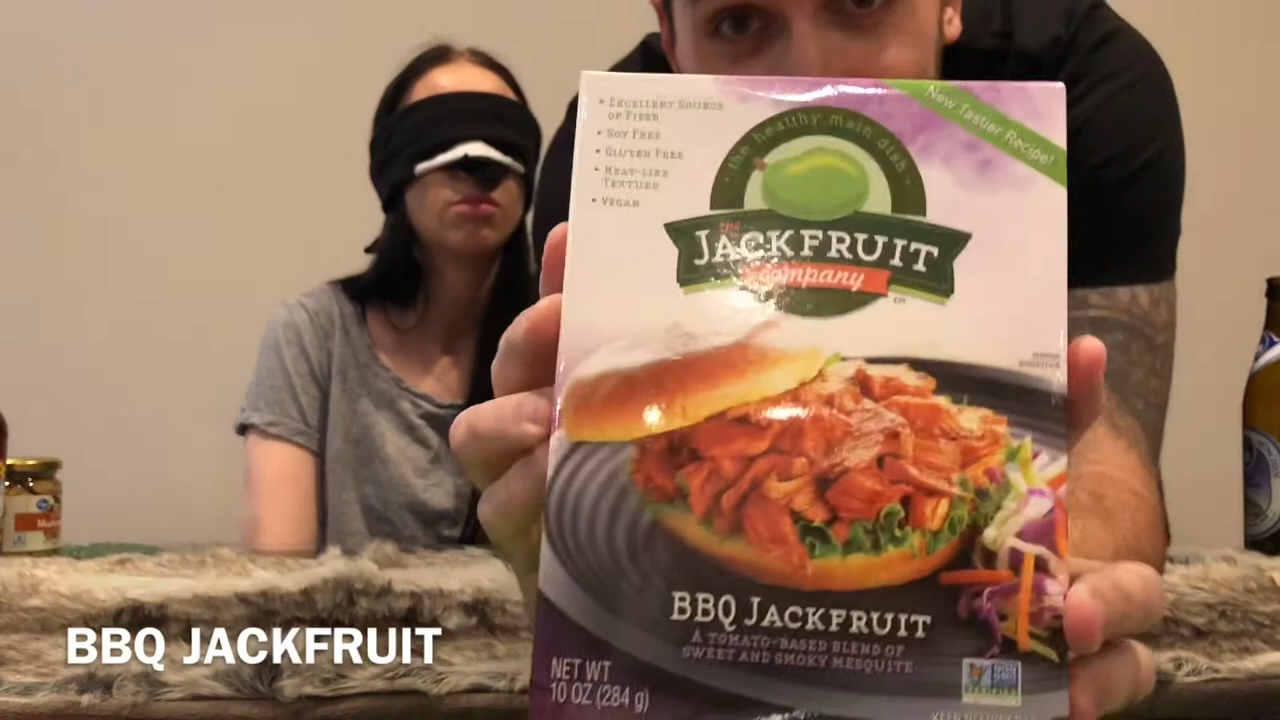 EXCELLENT SOURCE
OF FIBER
SOY FREE
GLUTEN FREE
MEAT-LIKE
TEXTURE
VEGAN
New Tastier Recipe!
the healthy main dish
the
JACKFRUIT
company
BBQ JACKFRUIT
A TOMATO-BASED BLEND OF
SWEET AND SMOKY MESQUITE
NET WT
10 OZ (284 g)
BBQ JACKFRUIT